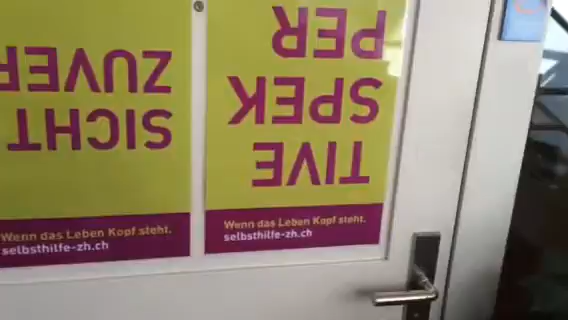 ZUVER
SICHT
Wenn das Leben Kopf steht.
selbsthilfe-zh.ch
PER
SPEK
TIVE
Wenn das Leben Kopf steht.
selbsthilfe-zh.ch